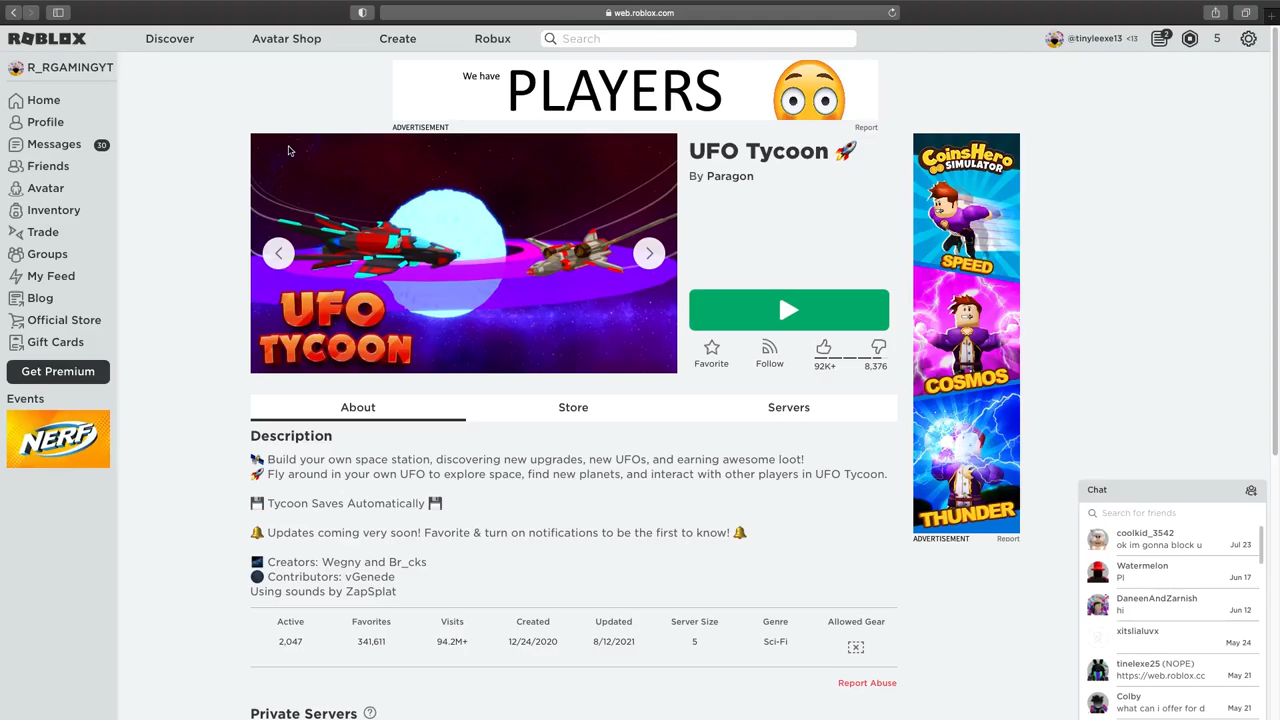 web.roblox.com
ROBLOX
Discover
Avatar Shop
Create
Robux
Search
@tinyleexe13 <13
2
5
R_RGAMINGYT
Home
Profile
Messages 30
Friends
Avatar
Inventory
Trade
Groups
My Feed
Blog
Official Store
Gift Cards
Get Premium
Events
NERF
We have PLAYERS
ADVERTISEMENT
Report
UFO
TYCOON
UFO Tycoon 🚀
By Paragon
Favorite
Follow
92K+
8,376
COINSHERO
SIMULATOR
SPEED
COSMOS
THUNDER
ADVERTISEMENT
Report
About
Store
Servers
Description
🛰️ Build your own space station, discovering new upgrades, new UFOs, and earning awesome loot!
🚀 Fly around in your own UFO to explore space, find new planets, and interact with other players in UFO Tycoon.
💾 Tycoon Saves Automatically 💾
🔔 Updates coming very soon! Favorite & turn on notifications to be the first to know! 🔔
🌌 Creators: Wegny and Br_cks
🌑 Contributors: vGenede
Using sounds by ZapSplat
Active
Favorites
Visits
Created
Updated
Server Size
Genre
Allowed Gear
2,047
341,611
94.2M+
12/24/2020
8/12/2021
5
Sci-Fi
Report Abuse
Private Servers
Chat
Search for friends
coolkid_3542
ok im gonna block u
Jul 23
Watermelon
Pl
Jun 17
DaneenAndZarnish
hi
Jun 12
xitslialuvx
May 24
tinelexe25 (NOPE)
https://web.roblox.cc
May 21
Colby
what can i offer for d
May 21